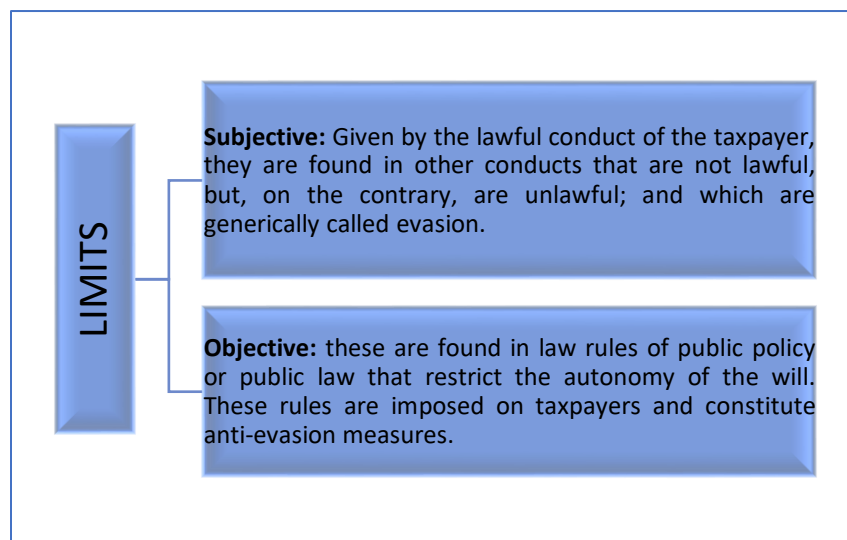 LIMITS
Subjective: Given by the lawful conduct of the taxpayer,
they are found in other conducts that are not lawful,
but, on the contrary, are unlawful; and which are
generically called evasion.
Objective: these are found in law rules of public policy
or public law that restrict the autonomy of the will.
These rules are imposed on taxpayers and constitute
anti-evasion measures.